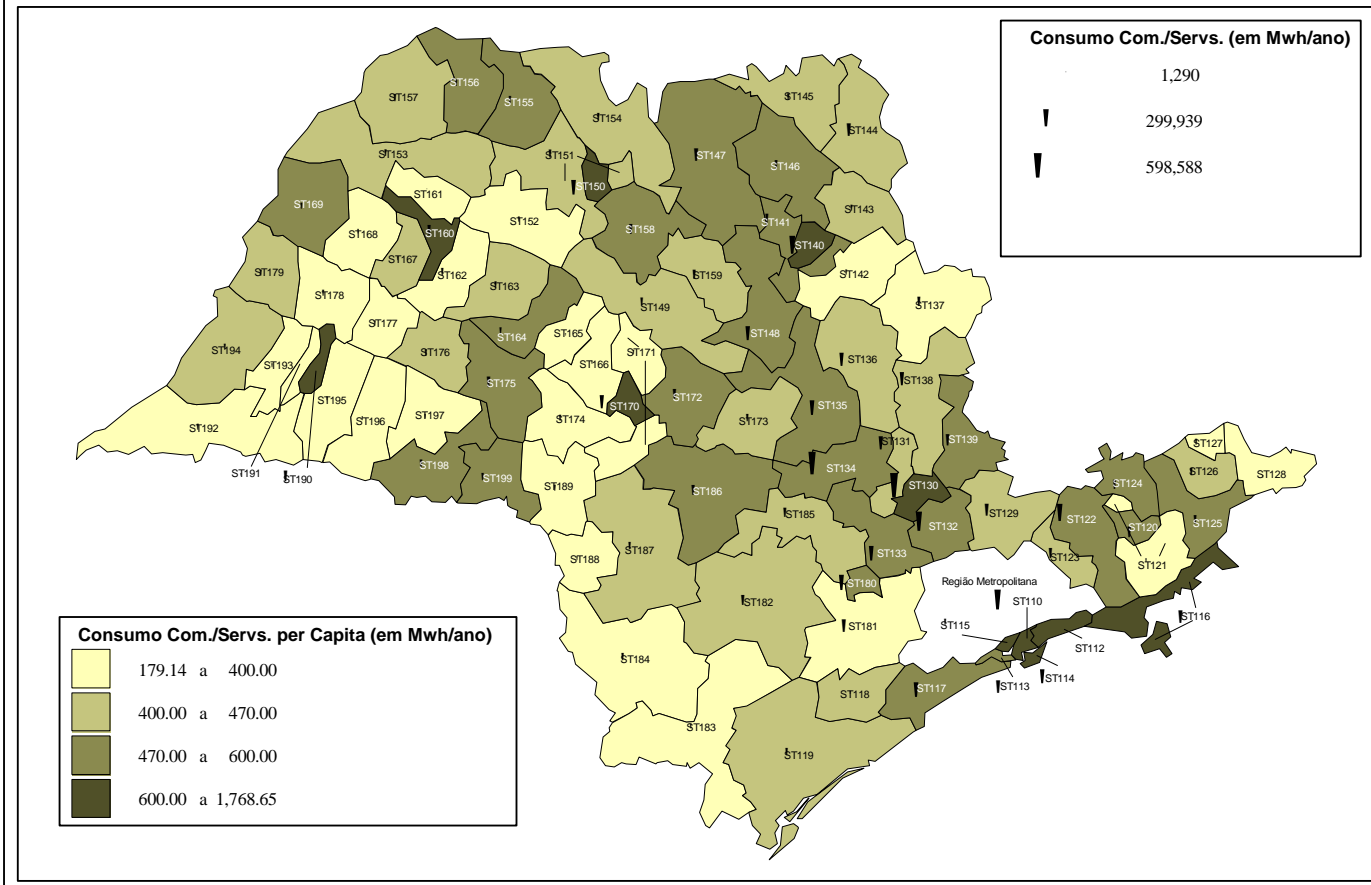 Consumo Com./Servs. (em Mwh/ano)
1,290
299,939
598,588
ST156
ST157
ST155
ST154
ST145
ST144
ST153
ST151
ST147
ST146
ST150
ST161
ST169
ST152
ST143
ST168
ST160
ST158
ST141
ST140
ST167
ST179
ST162
ST159
ST142
ST163
ST178
ST149
ST137
ST177
ST164
ST165
ST148
ST194
ST176
ST171
ST136
ST193
ST166
ST175
ST138
ST195
ST170
ST172
ST135
ST192
ST196
ST197
ST174
ST173
ST131
ST139
ST127
ST191
ST190
ST198
ST199
ST134
ST126
ST128
ST189
ST186
ST130
ST124
ST185
ST129
ST122
ST125
ST132
ST120
ST187
ST133
ST123
ST188
ST121
Região Metropolitana
ST180
ST182
ST110
ST116
ST181
ST115
ST112
ST184
ST114
ST113
ST118
ST117
ST183
ST119
Consumo Com./Servs. per Capita (em Mwh/ano)
179.14 a 400.00
400.00 a 470.00
470.00 a 600.00
600.00 a 1,768.65